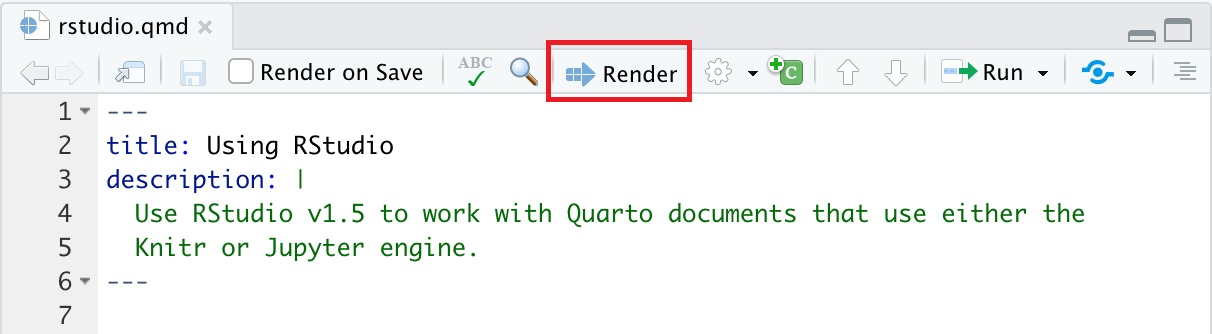 rstudio.qmd
Render on Save ABC Render C Run
1 ---
2 title: Using RStudio
3 description: |
4 Use RStudio v1.5 to work with Quarto documents that use either the
5 Knitr or Jupyter engine.
6 ---
7